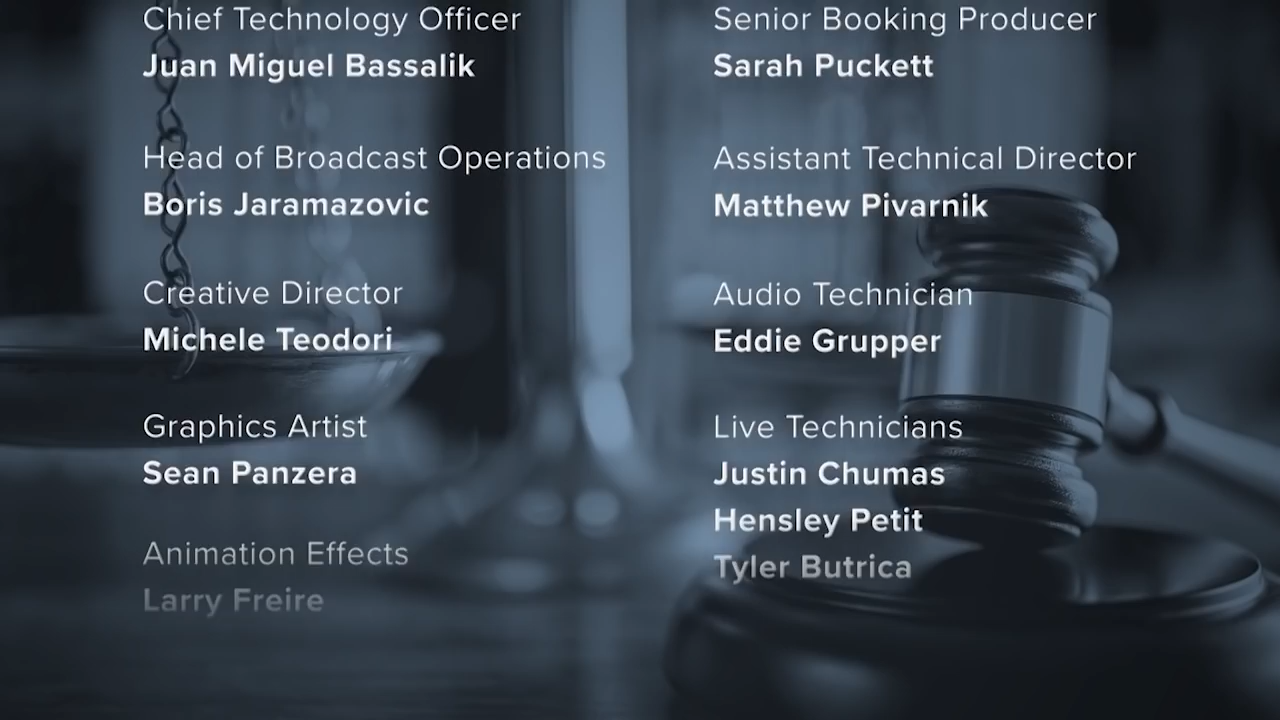 Chief Technology Officer
Juan Miguel Bassalik
Head of Broadcast Operations
Boris Jaramazovic
Creative Director
Michele Teodori
Graphics Artist
Sean Panzera
Animation Effects
Larry Freire
Senior Booking Producer
Sarah Puckett
Assistant Technical Director
Matthew Pivarnik
Audio Technician
Eddie Grupper
Live Technicians
Justin Chumas
Hensley Petit
Tyler Butrica